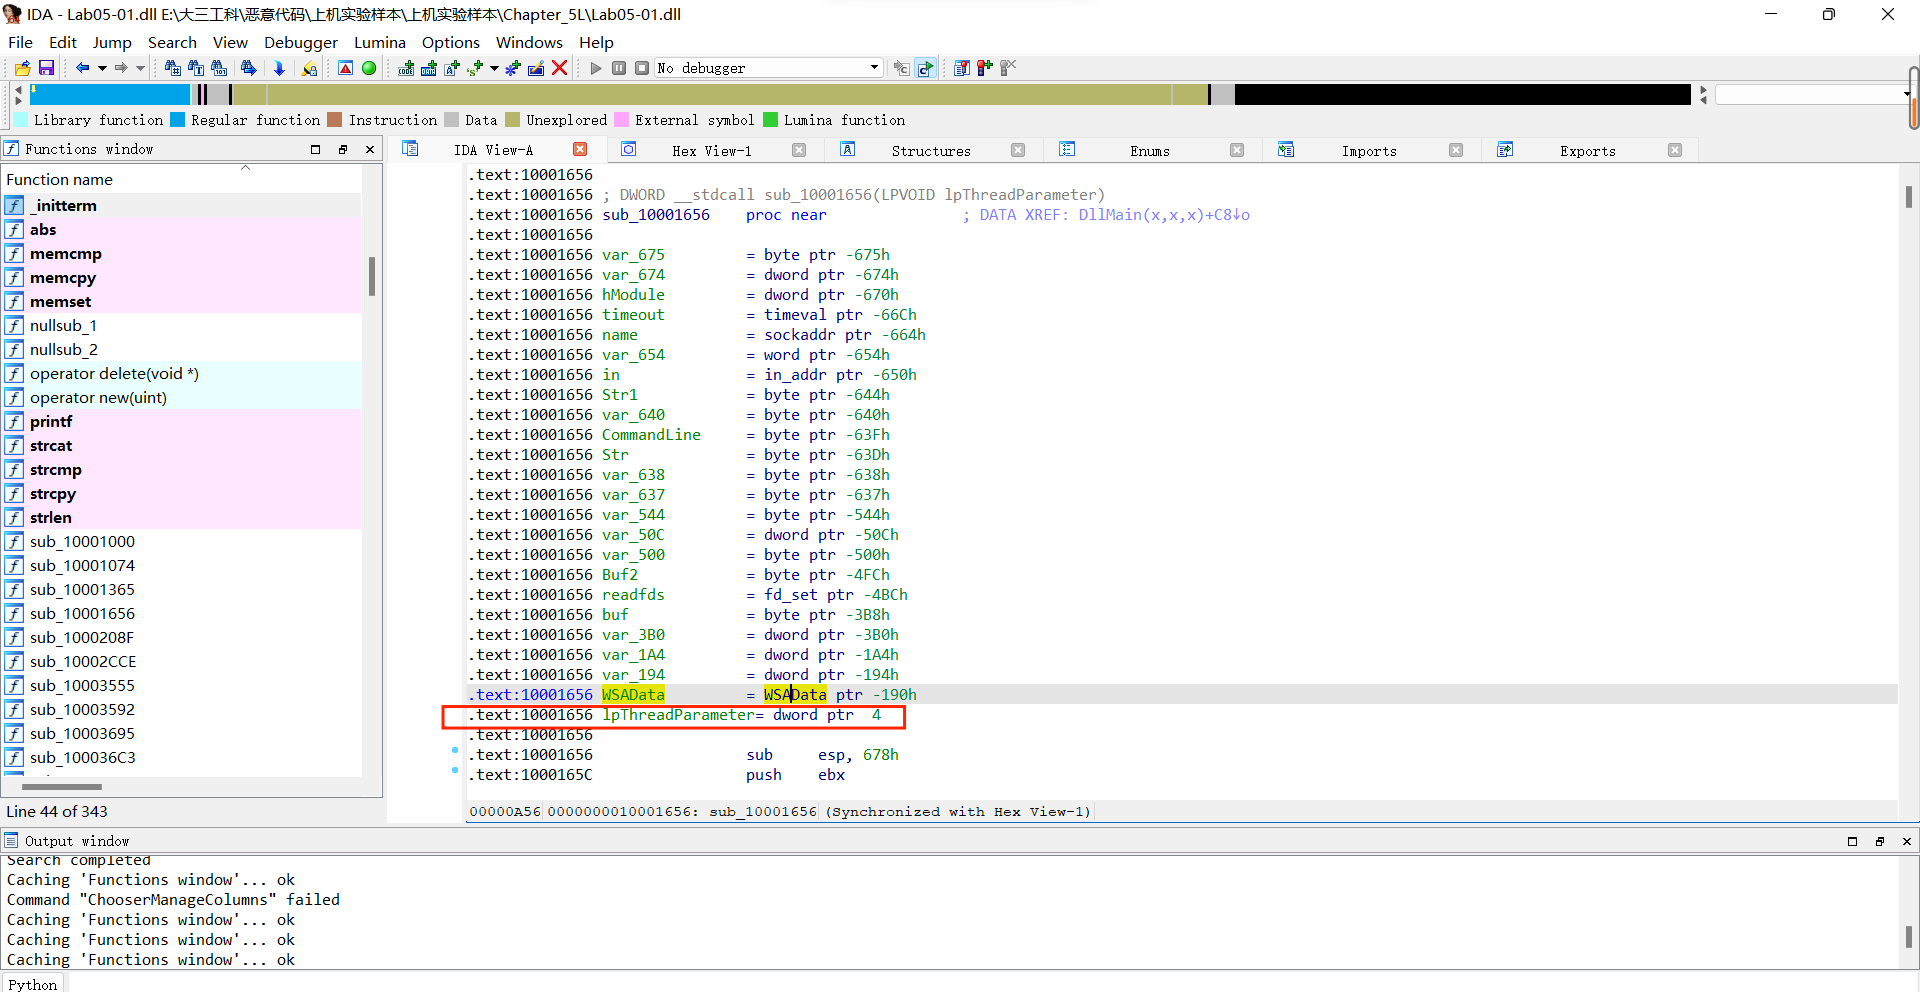 IDA - Lab05-01.dll E:\大三工科\恶意代码\上机实验样本\上机实验样本\Chapter_5L\Lab05-01.dll
File Edit Jump Search View Debugger Lumina Options Windows Help
No debugger
Library function Regular function Instruction Data Unexplored External symbol Lumina function
Functions window
Function name
_initterm
abs
memcmp
memcpy
memset
nullsub_1
nullsub_2
operator delete(void *)
operator new(uint)
printf
strcat
strcmp
strcpy
strlen
sub_10001000
sub_10001074
sub_10001365
sub_10001656
sub_1000208F
sub_10002CCE
sub_10003555
sub_10003592
sub_10003695
sub_100036C3
Line 44 of 343
IDA View-A Hex View-1 Structures Enums Imports Exports
.text:10001656
.text:10001656 ; DWORD __stdcall sub_10001656(LPVOID lpThreadParameter)
.text:10001656 sub_10001656 proc near ; DATA XREF: DllMain(x,x,x)+C8↓o
.text:10001656
.text:10001656 var_675 = byte ptr -675h
.text:10001656 var_674 = dword ptr -674h
.text:10001656 hModule = dword ptr -670h
.text:10001656 timeout = timeval ptr -66Ch
.text:10001656 name = sockaddr ptr -664h
.text:10001656 var_654 = word ptr -654h
.text:10001656 in = in_addr ptr -650h
.text:10001656 Str1 = byte ptr -644h
.text:10001656 var_640 = byte ptr -640h
.text:10001656 CommandLine = byte ptr -63Fh
.text:10001656 Str = byte ptr -63Dh
.text:10001656 var_638 = byte ptr -638h
.text:10001656 var_637 = byte ptr -637h
.text:10001656 var_544 = byte ptr -544h
.text:10001656 var_50C = dword ptr -50Ch
.text:10001656 var_500 = byte ptr -500h
.text:10001656 Buf2 = byte ptr -4FCh
.text:10001656 readfds = fd_set ptr -4BCh
.text:10001656 buf = byte ptr -3B8h
.text:10001656 var_3B0 = dword ptr -3B0h
.text:10001656 var_1A4 = dword ptr -1A4h
.text:10001656 var_194 = dword ptr -194h
.text:10001656 WSAData = WSAData ptr -190h
.text:10001656 lpThreadParameter= dword ptr 4
.text:10001656
.text:10001656 sub esp, 678h
.text:1000165C push ebx
00000A56 0000000010001656: sub_10001656 (Synchronized with Hex View-1)
Output window
Search completed
Caching 'Functions window'... ok
Command "ChooserManageColumns" failed
Caching 'Functions window'... ok
Caching 'Functions window'... ok
Caching 'Functions window'... ok
Python